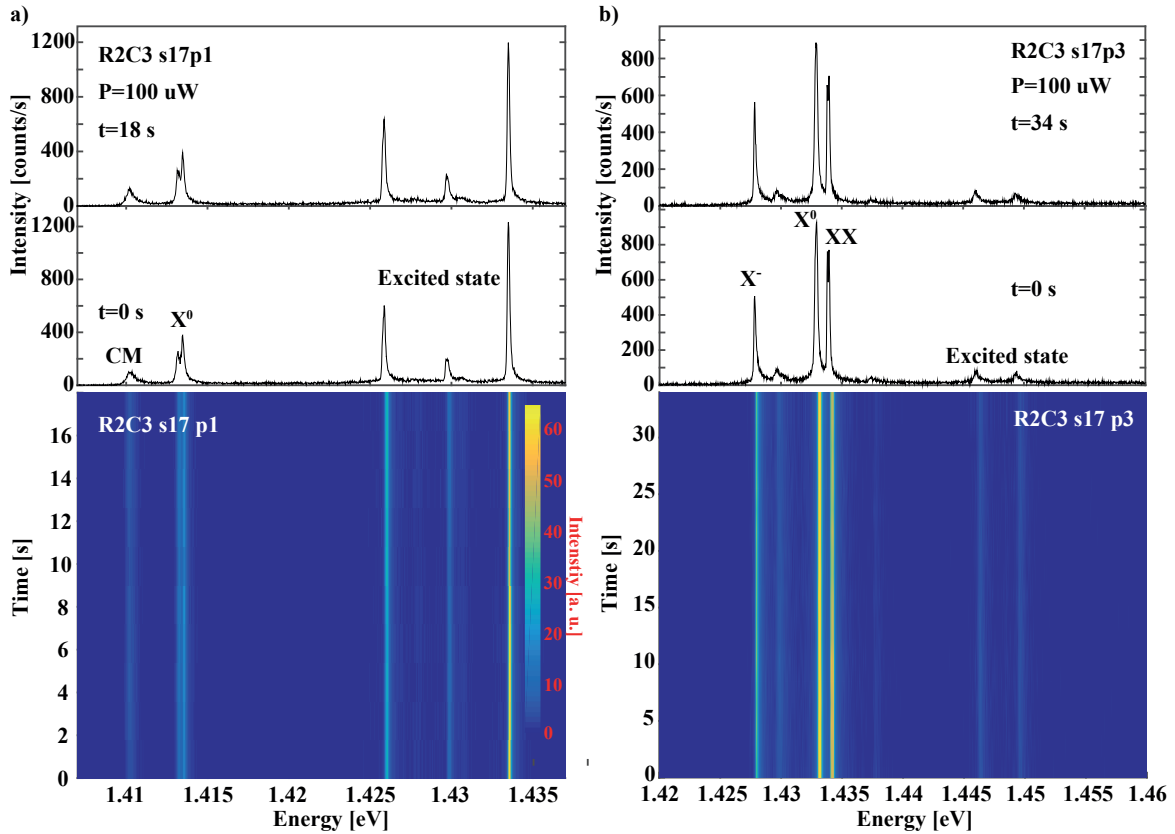 a)
1200
800
400
0
R2C3 s17p1
P=100 uW
t=18 s
1200
800
400
0
Intensity [counts/s]
t=0 s
CM
X⁰
Excited state
R2C3 s17 p1
16
14
12
10
8
6
4
2
0
Time [s]
60
50
40
30
20
10
0
Intenstiy [a. u.]
1.41
1.415
1.42
1.425
1.43
1.435
Energy [eV]
b)
800
600
400
200
0
R2C3 s17p3
P=100 uW
t=34 s
800
600
400
200
0
Intensity [counts/s]
X⁰
XX
X⁻
t=0 s
Excited state
R2C3 s17 p3
30
25
20
15
10
5
0
Time [s]
1.42
1.425
1.43
1.435
1.44
1.445
1.45
1.455
1.46
Energy [eV]